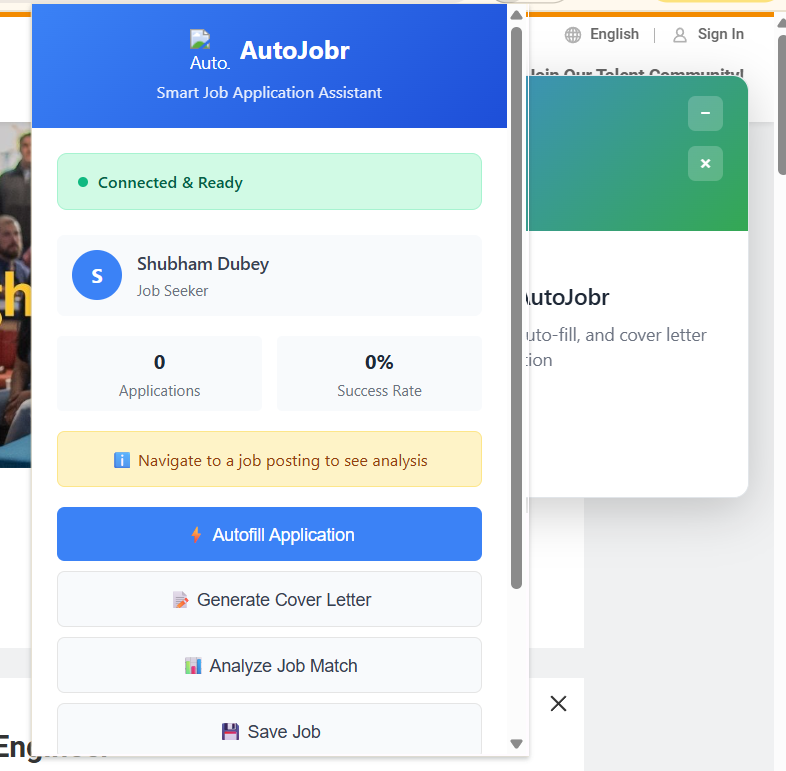 Auto.
AutoJobr
Smart Job Application Assistant
English
Sign In
Join Our Talent Community!
Connected & Ready
S
Shubham Dubey
Job Seeker
0
Applications
0%
Success Rate
AutoJobr
uto-fill, and cover letter
tion
Navigate to a job posting to see analysis
Autofill Application
Generate Cover Letter
Analyze Job Match
Save Job